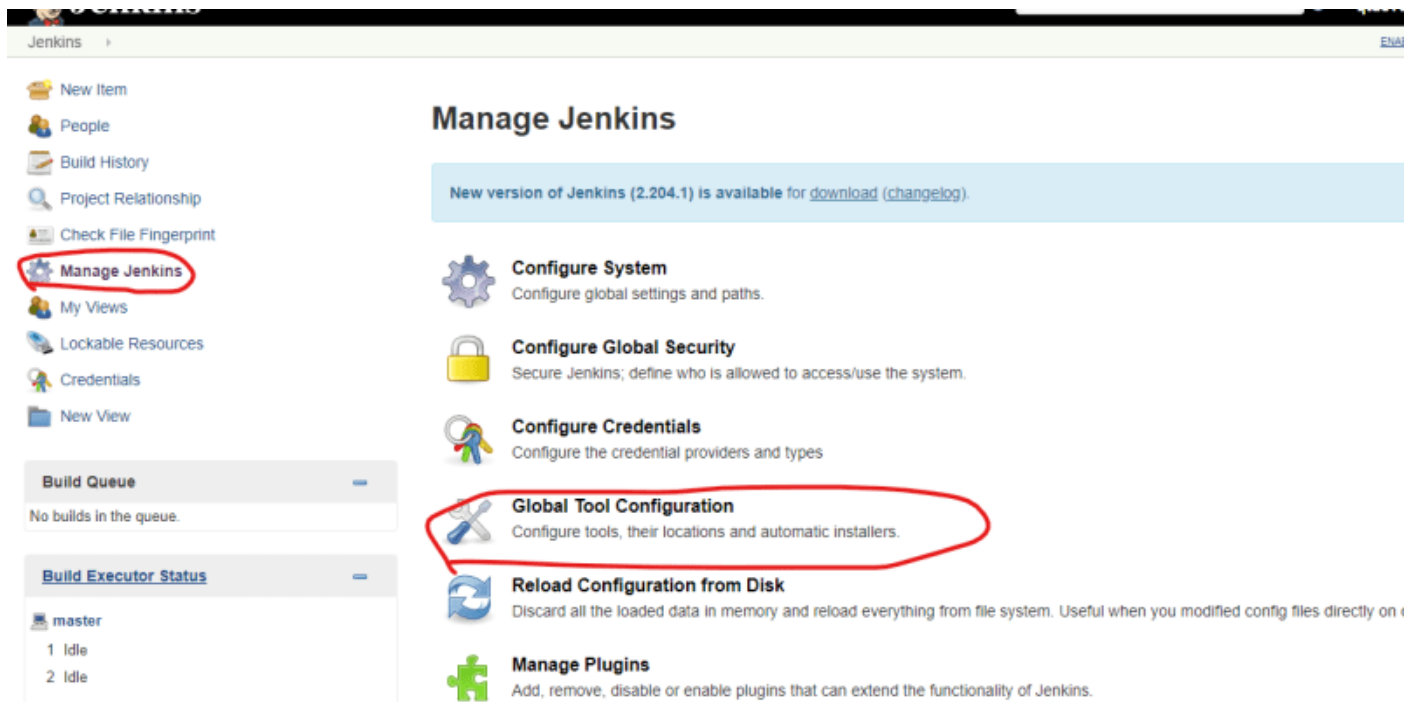 Jenkins
Jenkins
New Item
People
Build History
Project Relationship
Check File Fingerprint
Manage Jenkins
My Views
Lockable Resources
Credentials
New View
Build Queue
No builds in the queue.
Build Executor Status
master
1 Idle
2 Idle
Manage Jenkins
New version of Jenkins (2.204.1) is available for download (changelog).
Configure System
Configure global settings and paths.
Configure Global Security
Secure Jenkins; define who is allowed to access/use the system.
Configure Credentials
Configure the credential providers and types
Global Tool Configuration
Configure tools, their locations and automatic installers.
Reload Configuration from Disk
Discard all the loaded data in memory and reload everything from file system. Useful when you modified config files directly on
Manage Plugins
Add, remove, disable or enable plugins that can extend the functionality of Jenkins.